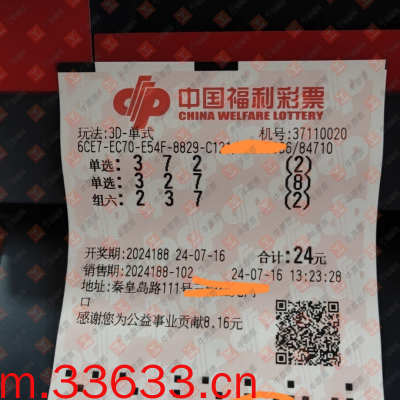 中国福利彩票
CHINA WELFARE LOTTERY
玩法:3D-单式 机号:37110020
6CE7-EC70-E54F-8829-C13 6/84710
单选: 3 7 2 (2)
单选: 3 2 7 (8)
组六: 2 3 7 (2)
开奖期:2024188 24-07-16 合计:24元
销售期:2024188-102 24-07-16 13:23:28
地址:秦皇岛路111号
口
感谢您为公益事业贡献8.16元
m.33633.cn